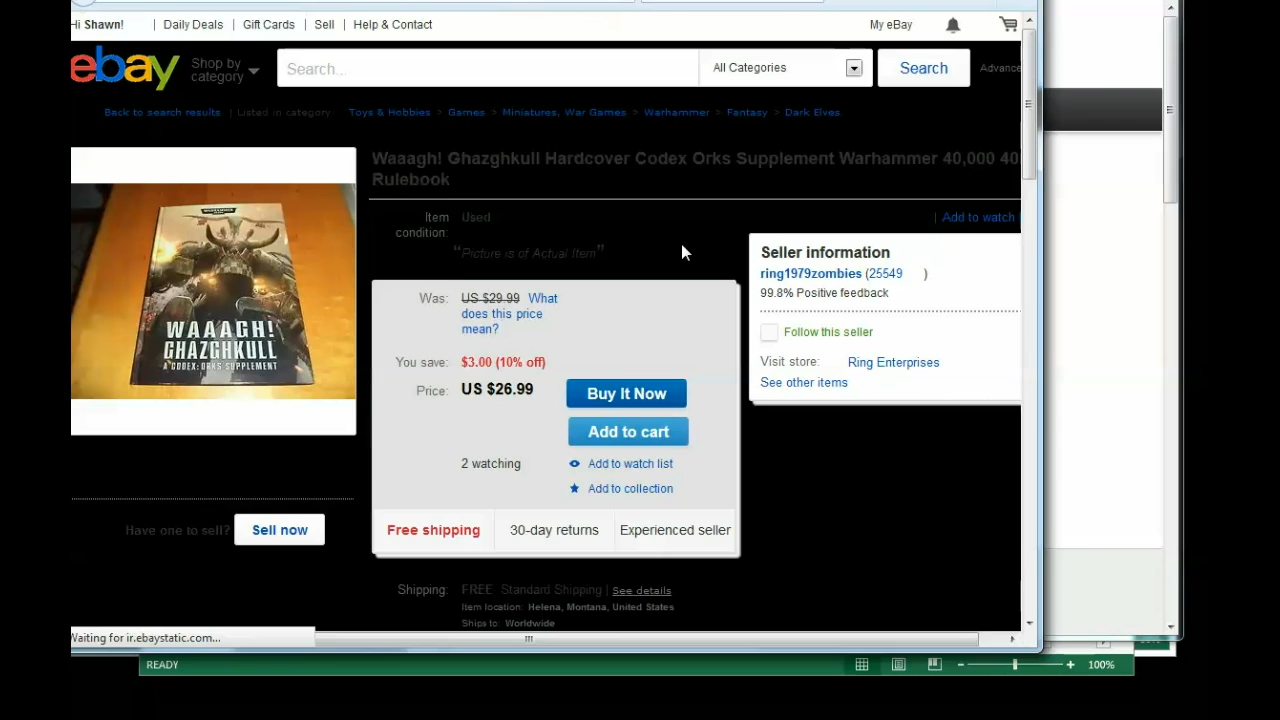 Hi Shawn! | Daily Deals | Gift Cards | Sell | Help & Contact My eBay
ebay Shop by category Search... All Categories Search Advance
Back to search results | Listed in category: Toys & Hobbies > Games > Miniatures, War Games > Warhammer > Fantasy > Dark Elves
Waaagh! Ghazghkull Hardcover Codex Orks Supplement Warhammer 40,000 40
Rulebook
Item condition: Used
| Add to watch l
"Picture is of Actual Item"
WARHAMMER
WAAAGH!
GHAZGHKULL
A CODEX: ORKS SUPPLEMENT
Was: US $29.99 What
does this price
mean?
You save: $3.00 (10% off)
Price: US $26.99 Buy It Now
Add to cart
2 watching Add to watch list
Add to collection
Free shipping 30-day returns Experienced seller
Seller information
ring1979zombies (25549 )
99.8% Positive feedback
Follow this seller
Visit store: Ring Enterprises
See other items
Have one to sell? Sell now
Shipping: FREE Standard Shipping | See details
Item location: Helena, Montana, United States
Ships to: Worldwide
Waiting for ir.ebaystatic.com...
READY 100%